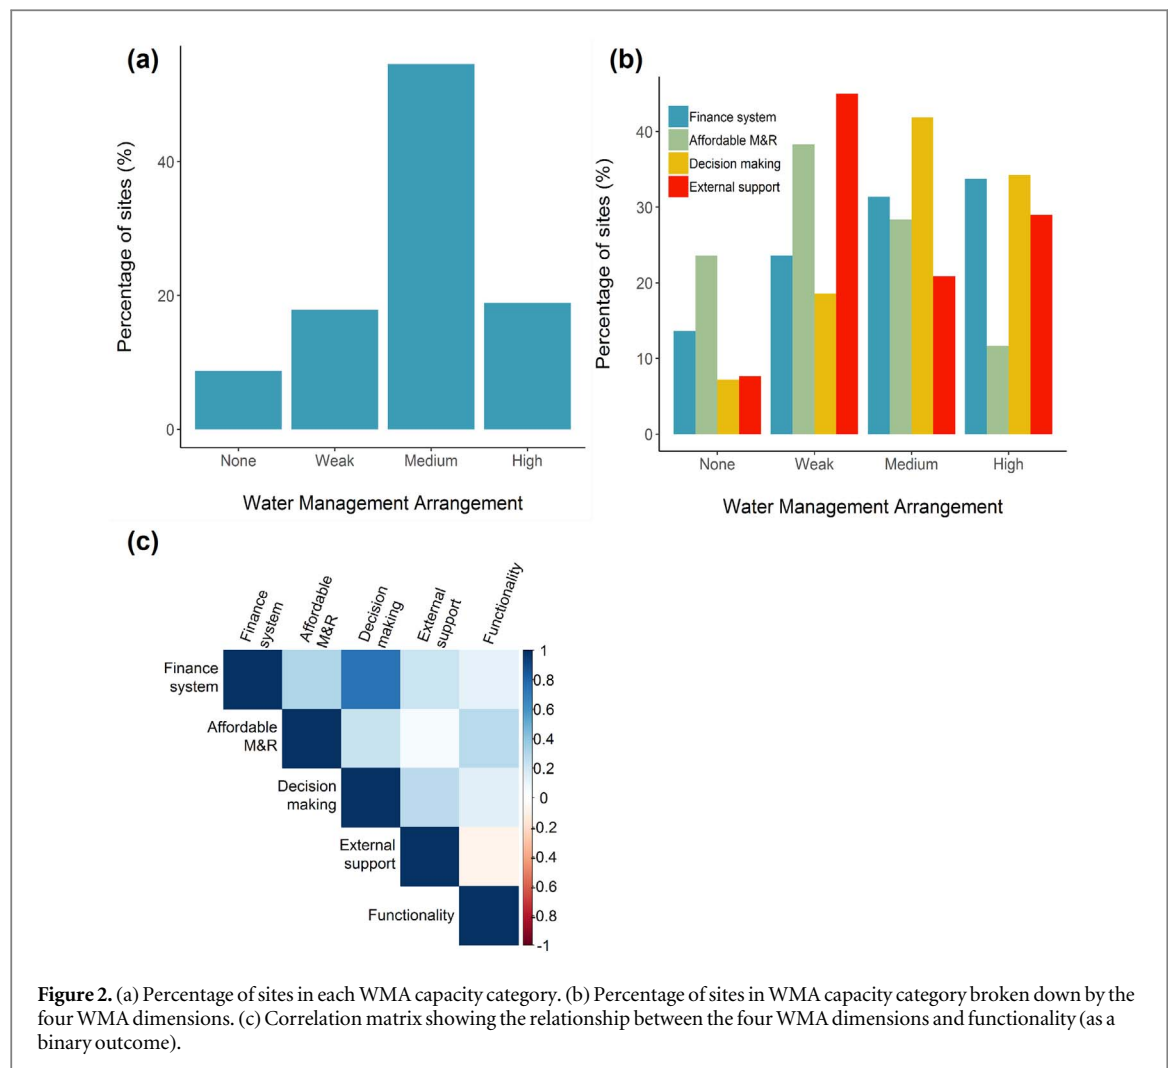 (a)
Percentage of sites (%)
40
20
0
None Weak Medium High
Water Management Arrangement
(b)
Percentage of sites (%)
40
30
20
10
0
Finance system
Affordable M&R
Decision making
External support
None Weak Medium High
Water Management Arrangement
(c)
Finance
system
Affordable
M&R
Decision
making
External
support
Functionality
Finance
system
Affordable
M&R
Decision
making
External
support
Functionality
1
0.8
0.6
0.4
0.2
0
-0.2
-0.4
-0.6
-0.8
-1
Figure 2. (a) Percentage of sites in each WMA capacity category. (b) Percentage of sites in WMA capacity category broken down by the
four WMA dimensions. (c) Correlation matrix showing the relationship between the four WMA dimensions and functionality (as a
binary outcome).